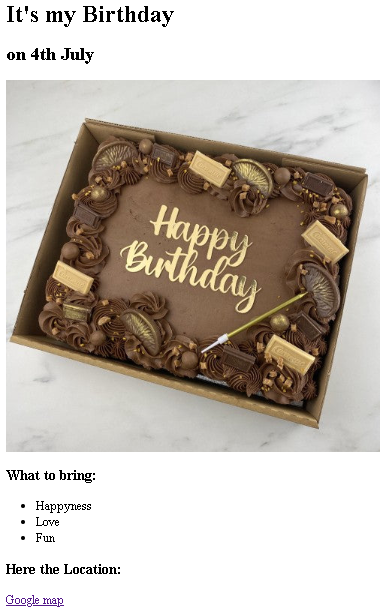 It's my Birthday
on 4th July
Happy
Birthday
What to bring:
Happyness
Love
Fun
Here the Location:
Google map